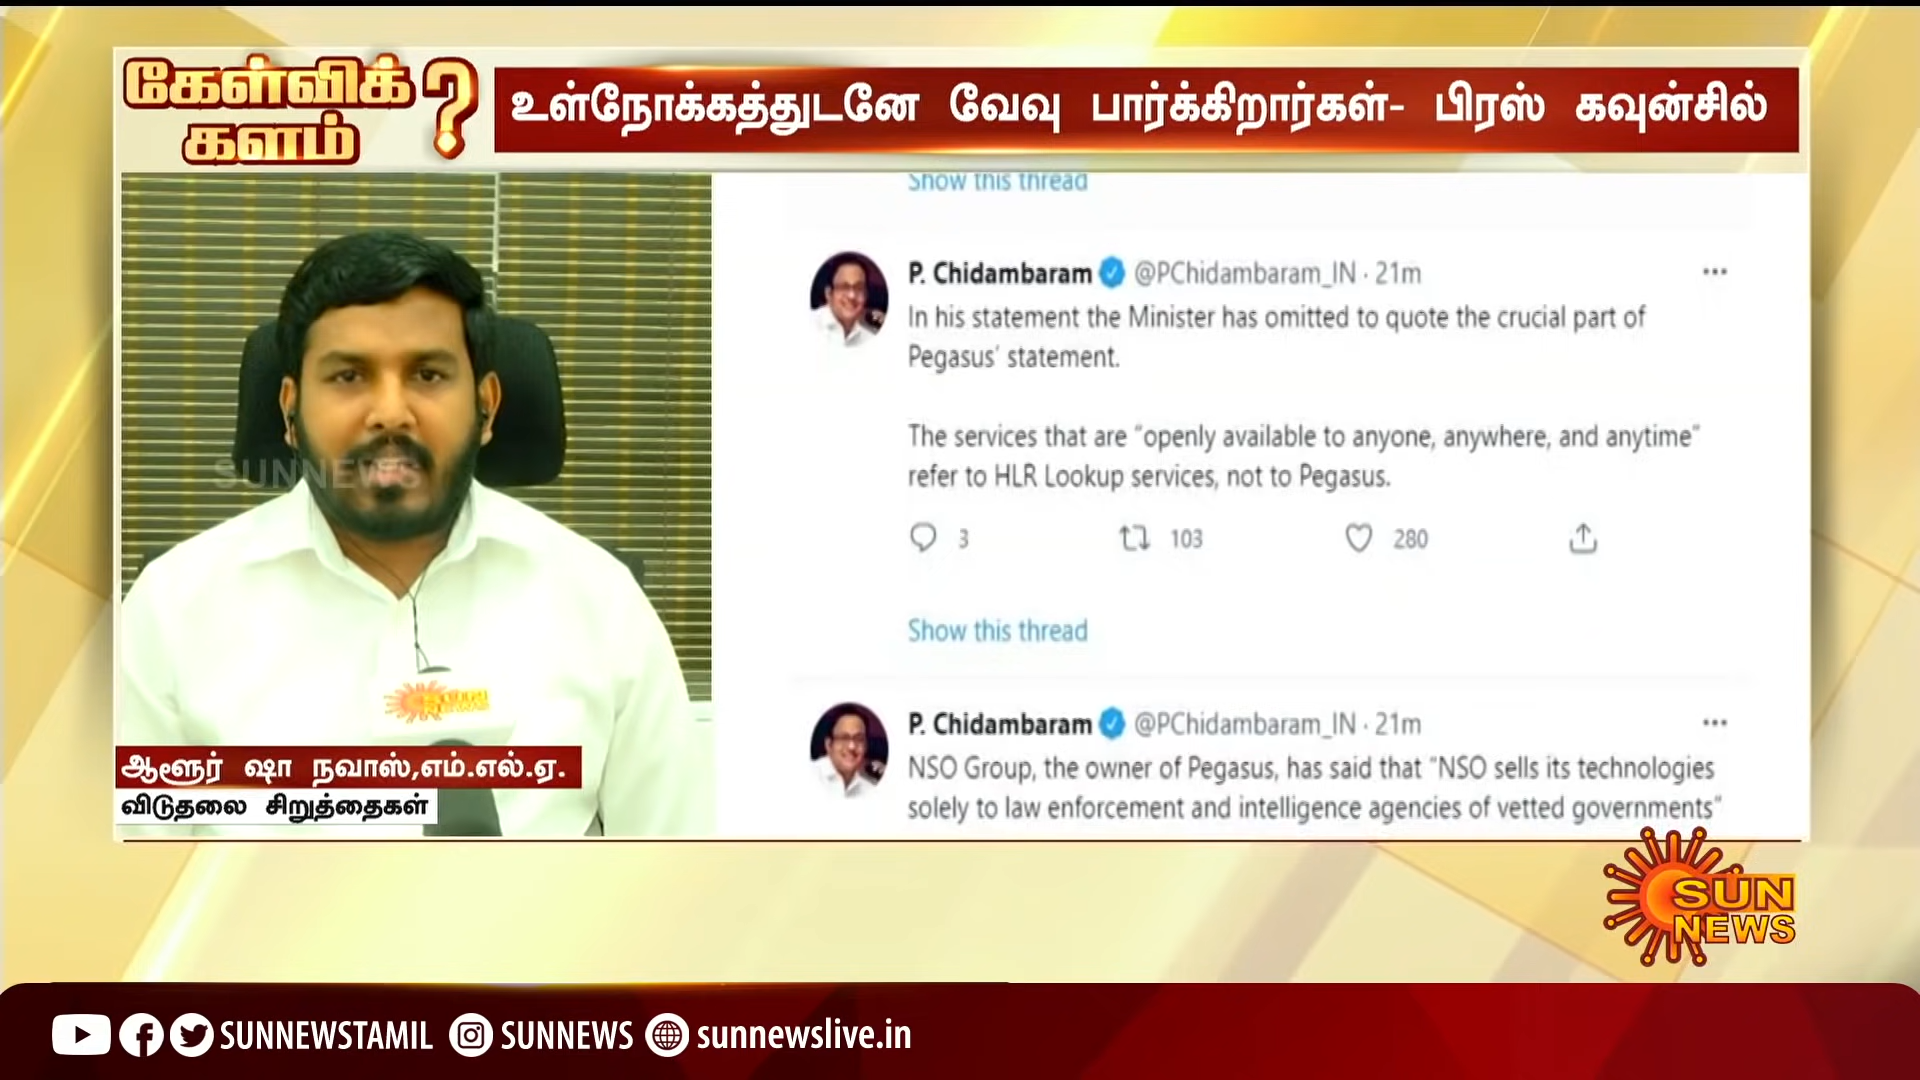 கேள்விக்
களம் ?
உள்நோக்கத்துடனே வேவு பார்க்கிறார்கள்- பிரஸ் கவுன்சில்
Show this thread
P. Chidambaram @PChidambaram_IN · 21m
In his statement the Minister has omitted to quote the crucial part of
Pegasus' statement.
The services that are "openly available to anyone, anywhere, and anytime"
refer to HLR Lookup services, not to Pegasus.
3 103 280
Show this thread
P. Chidambaram @PChidambaram_IN · 21m
NSO Group, the owner of Pegasus, has said that "NSO sells its technologies
solely to law enforcement and intelligence agencies of vetted governments"
SUNNEWS
SUN NEWS
ஆளூர் ஷா நவாஸ்,எம்.எல்.ஏ.
விடுதலை சிறுத்தைகள்
SUN
NEWS
SUNNEWSTAMIL SUNNEWS sunnewslive.in